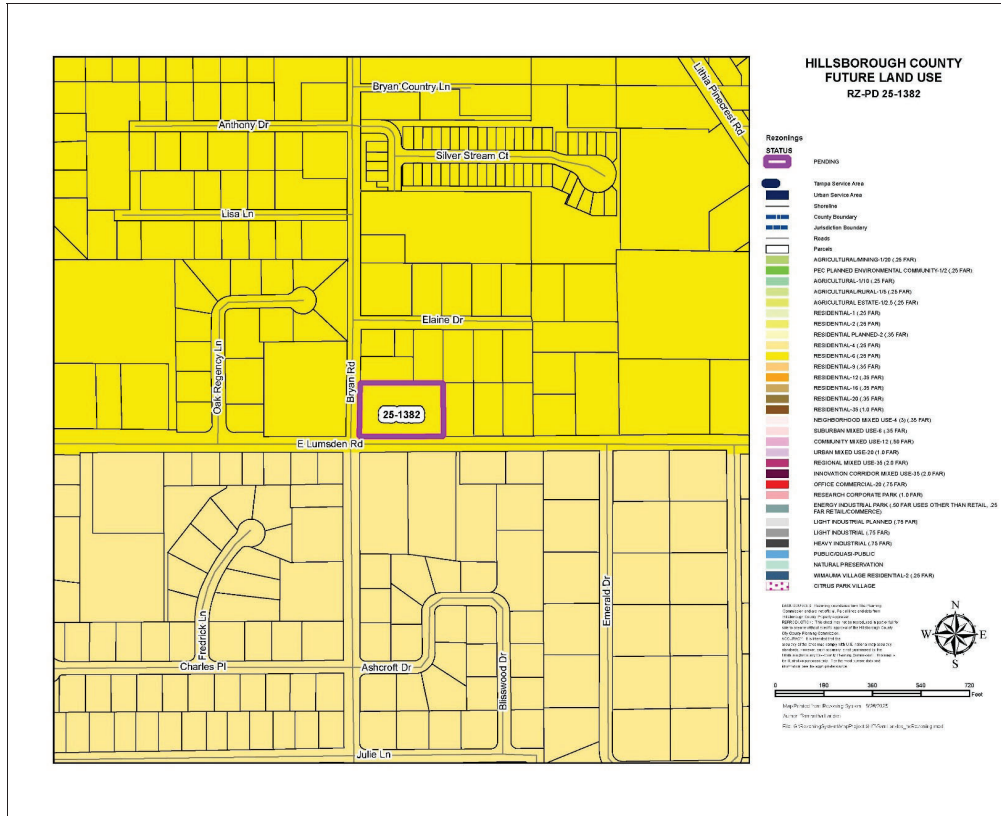 HILLSBOROUGH COUNTY
FUTURE LAND USE
RZ-PD 25-1382
Rezonings
STATUS
PENDING
Tampa Service Area
Urban Service Area
Shoreline
County Boundary
Jurisdiction Boundary
Roads
Parcels
AGRICULTURAL/MINING-1/20 (.25 FAR)
PEC PLANNED ENVIRONMENTAL COMMUNITY-1/2 (.25 FAR)
AGRICULTURAL-1/10 (.25 FAR)
AGRICULTURAL/RURAL-1/5 (.25 FAR)
AGRICULTURAL ESTATE-1/2.5 (.25 FAR)
RESIDENTIAL-1 (.25 FAR)
RESIDENTIAL-2 (.25 FAR)
RESIDENTIAL PLANNED-2 (.35 FAR)
RESIDENTIAL-4 (.25 FAR)
RESIDENTIAL-6 (.25 FAR)
RESIDENTIAL-9 (.35 FAR)
RESIDENTIAL-12 (.35 FAR)
RESIDENTIAL-16 (.35 FAR)
RESIDENTIAL-20 (.35 FAR)
RESIDENTIAL-35 (1.0 FAR)
NEIGHBORHOOD MIXED USE-4 (3) (.35 FAR)
SUBURBAN MIXED USE-6 (.35 FAR)
COMMUNITY MIXED USE-12 (.50 FAR)
URBAN MIXED USE-20 (1.0 FAR)
REGIONAL MIXED USE-35 (2.0 FAR)
INNOVATION CORRIDOR MIXED USE-35 (2.0 FAR)
OFFICE COMMERCIAL-20 (.75 FAR)
RESEARCH CORPORATE PARK (1.0 FAR)
ENERGY INDUSTRIAL PARK (.50 FAR USES OTHER THAN RETAIL, .25
FAR RETAIL/COMMERCE)
LIGHT INDUSTRIAL PLANNED (.75 FAR)
LIGHT INDUSTRIAL (.75 FAR)
HEAVY INDUSTRIAL (.75 FAR)
PUBLIC/QUASI-PUBLIC
NATURAL PRESERVATION
WIMAUMA VILLAGE RESIDENTIAL-2 (.25 FAR)
CITRUS PARK VILLAGE
N
W E
S
0 180 360 540 720
Feet
Bryan Country Ln
Lithia Pinecrest Rd
Anthony Dr
Silver Stream Ct
Lisa Ln
Elaine Dr
Oak Regency Ln
Bryan Rd
25-1382
E Lumsden Rd
Fredrick Ln
Emerald Dr
Charles Pl
Ashcroft Dr
Blisswood Dr
Julie Ln